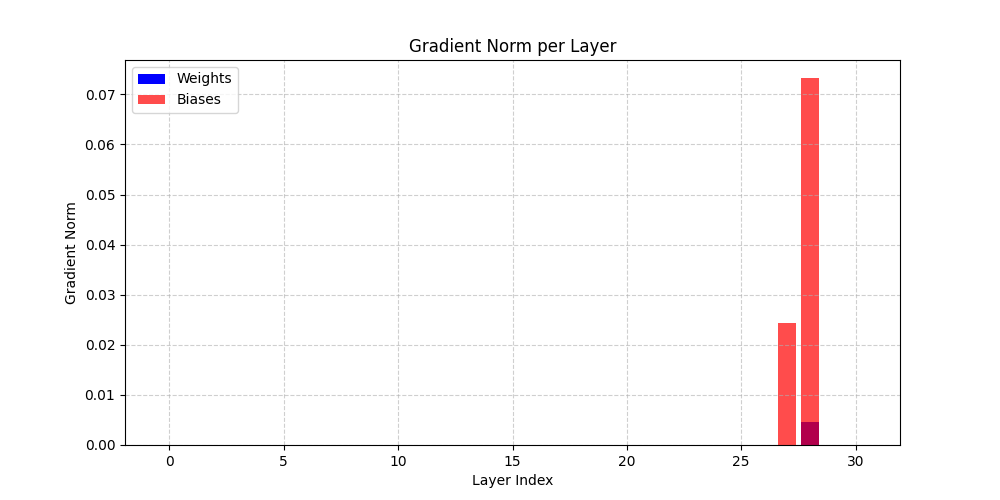 Gradient Norm per Layer
Weights
Biases
0.07
0.06
0.05
0.04
0.03
0.02
0.01
0.00
Gradient Norm
0 5 10 15 20 25 30
Layer Index